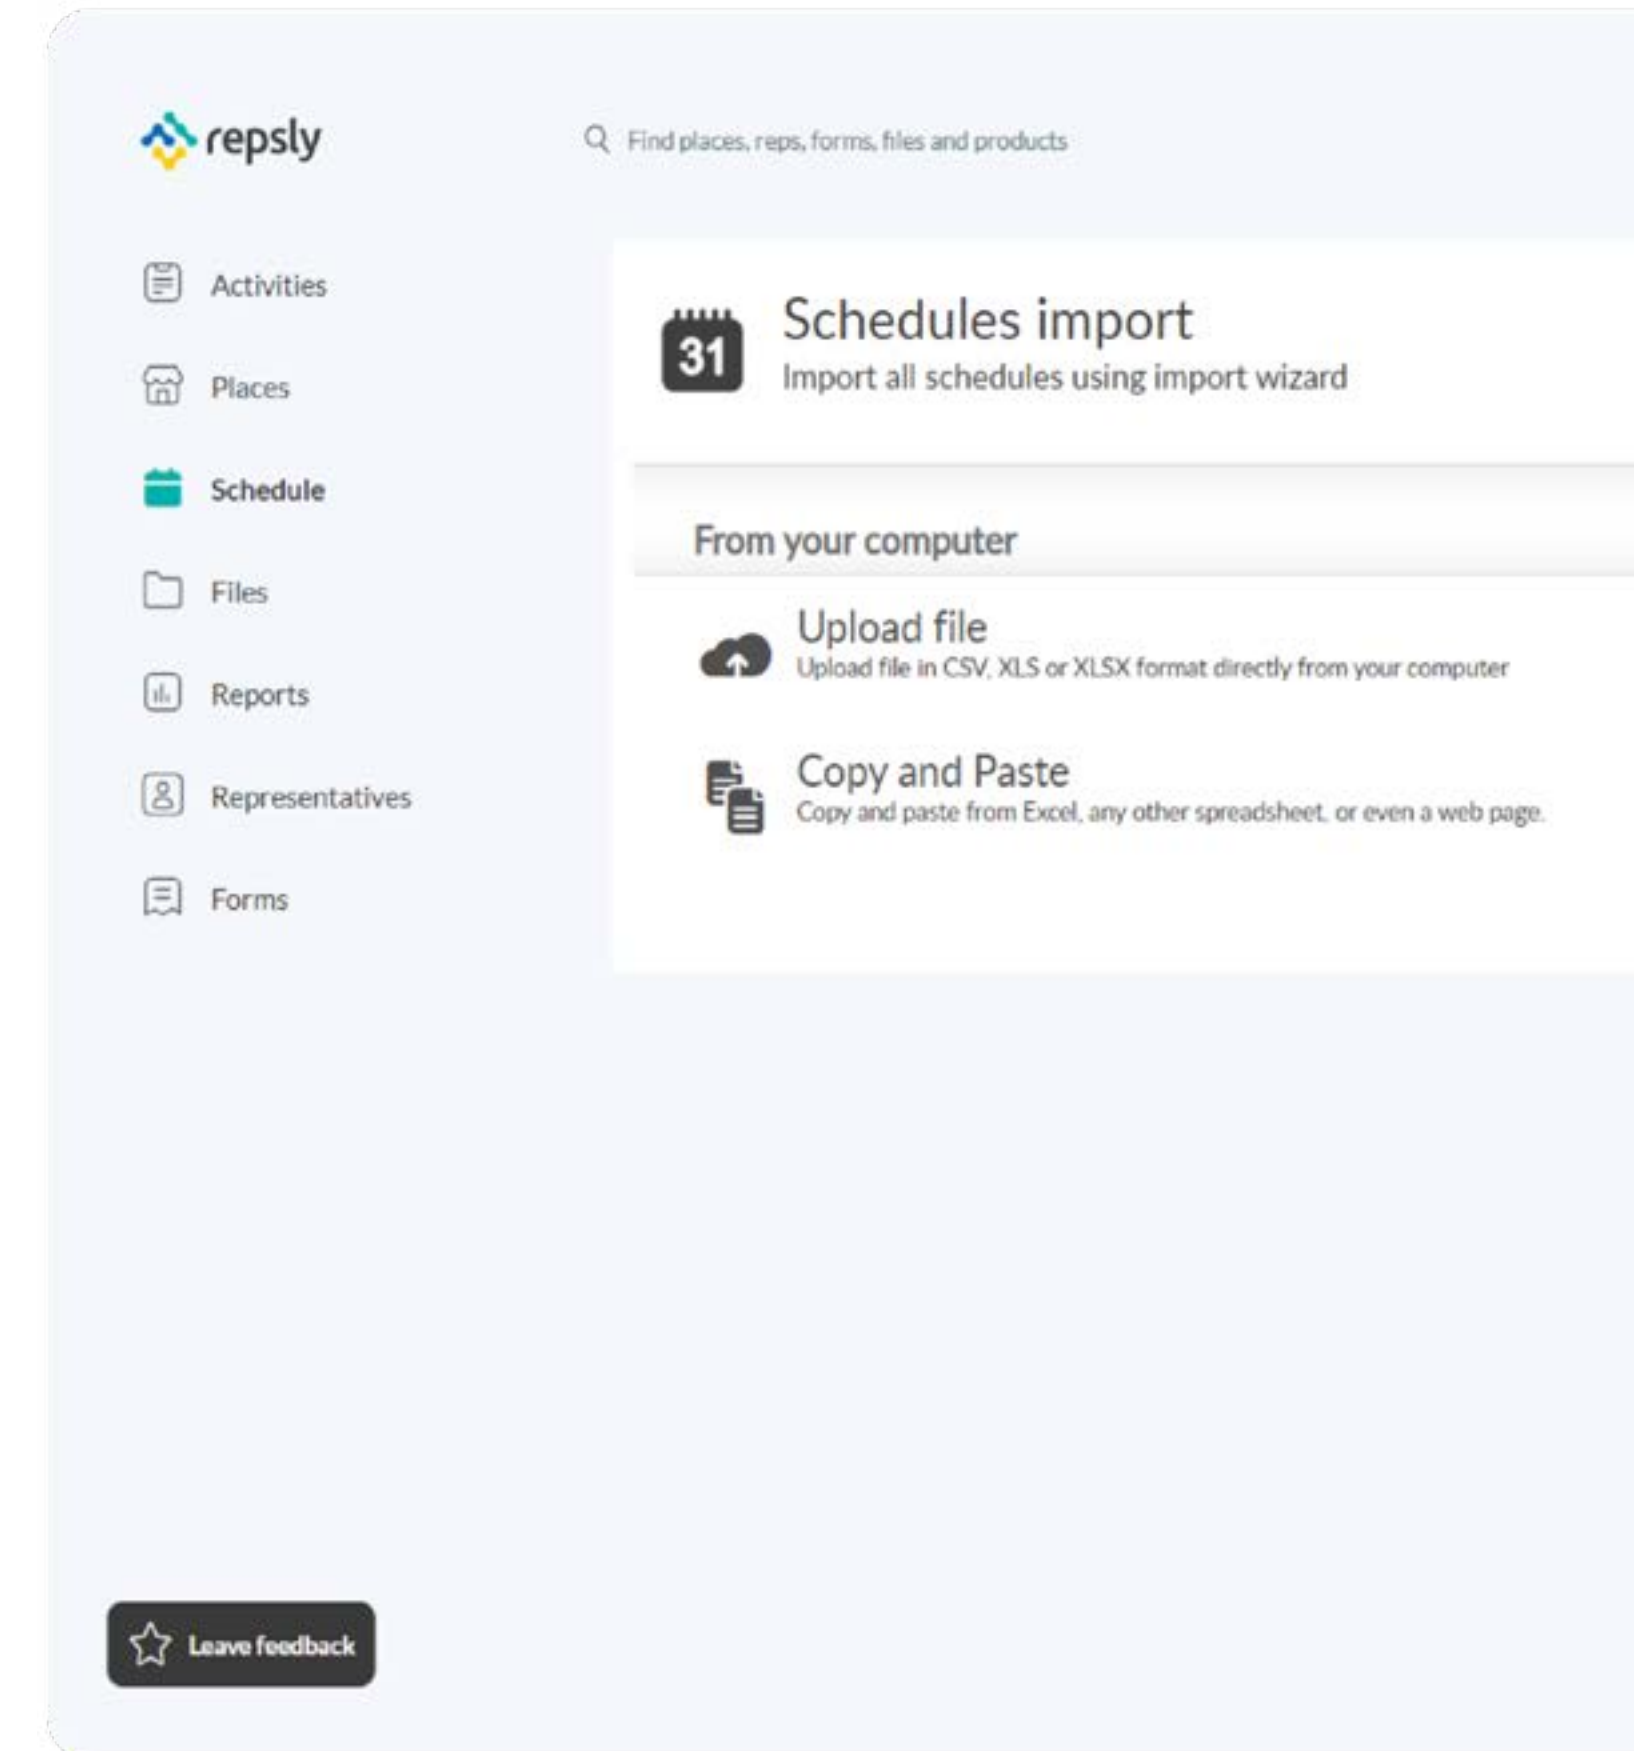 repsly
Find places, reps, forms, files and products
Activities
Places
Schedule
Files
Reports
Representatives
Forms
31
Schedules import
Import all schedules using import wizard
From your computer
Upload file
Upload file in CSV, XLS or XLSX format directly from your computer
Copy and Paste
Copy and paste from Excel, any other spreadsheet, or even a web page.
Leave feedback